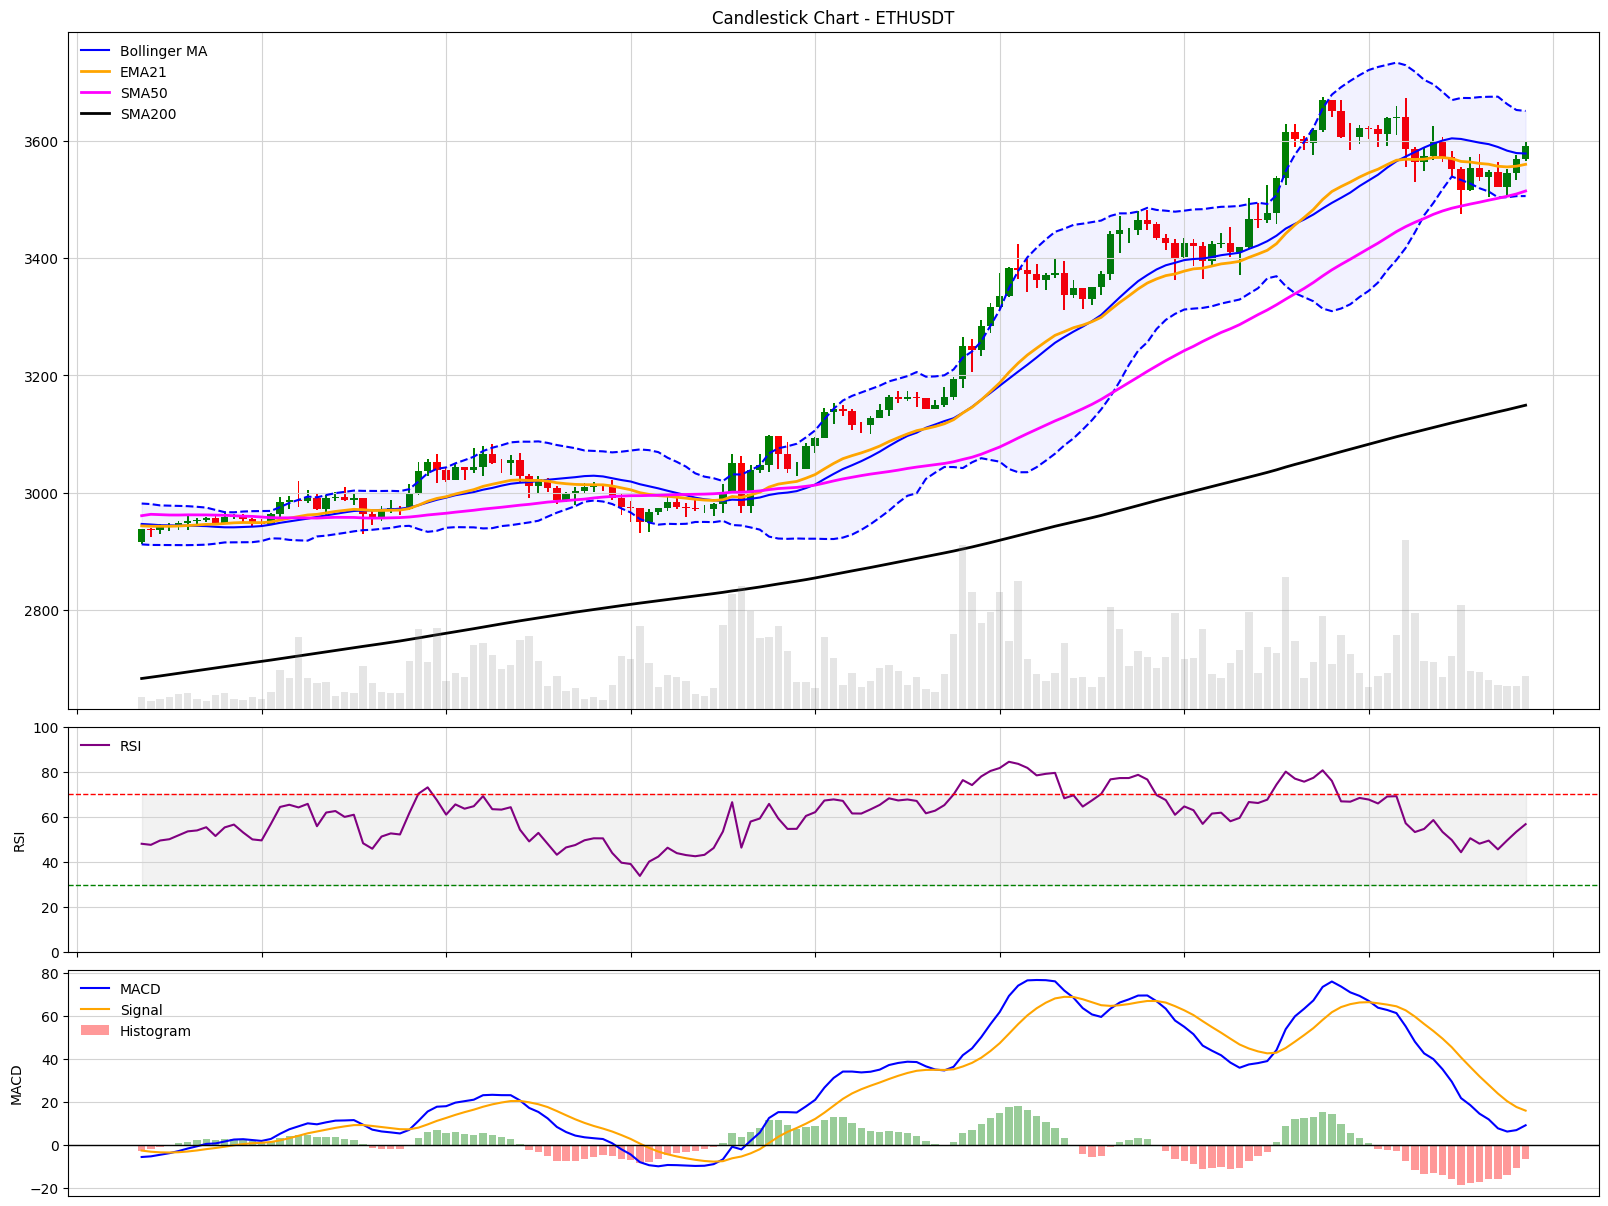 Candlestick Chart - ETHUSDT
Bollinger MA
EMA21
SMA50
SMA200
3600
3400
3200
3000
2800
RSI
100
80
60
40
20
0
RSI
MACD
Signal
Histogram
80
60
40
20
0
−20
MACD